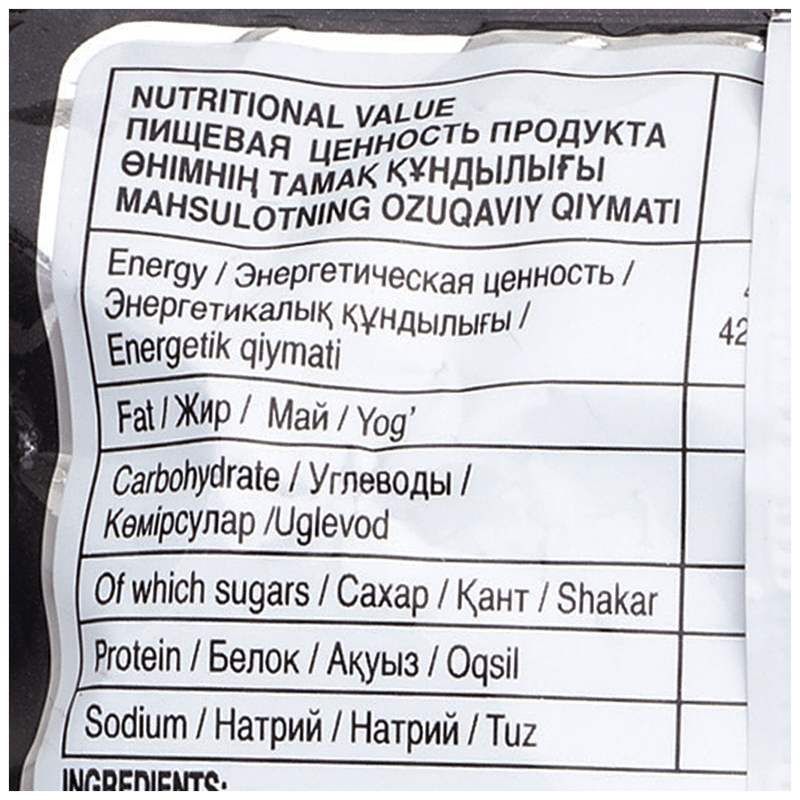 NUTRITIONAL VALUE
ПИЩЕВАЯ ЦЕННОСТЬ ПРОДУКТА
ӨНІМНІҢ ТАМАҚ ҚҰНДЫЛЫҒЫ
MAHSULOTNING OZUQAVIY QIYMATI
Energy / Энергетическая ценность /
Энергетикалық құндылығы /
Energetik qiymati
42
Fat / Жир / Май / Yog'
Carbohydrate / Углеводы /
Көмірсулар /Uglevod
Of which sugars / Сахар / Қант / Shakar
Protein / Белок / Ақуыз / Oqsil
Sodium / Натрий / Натрий / Tuz
INGREDIENTS: